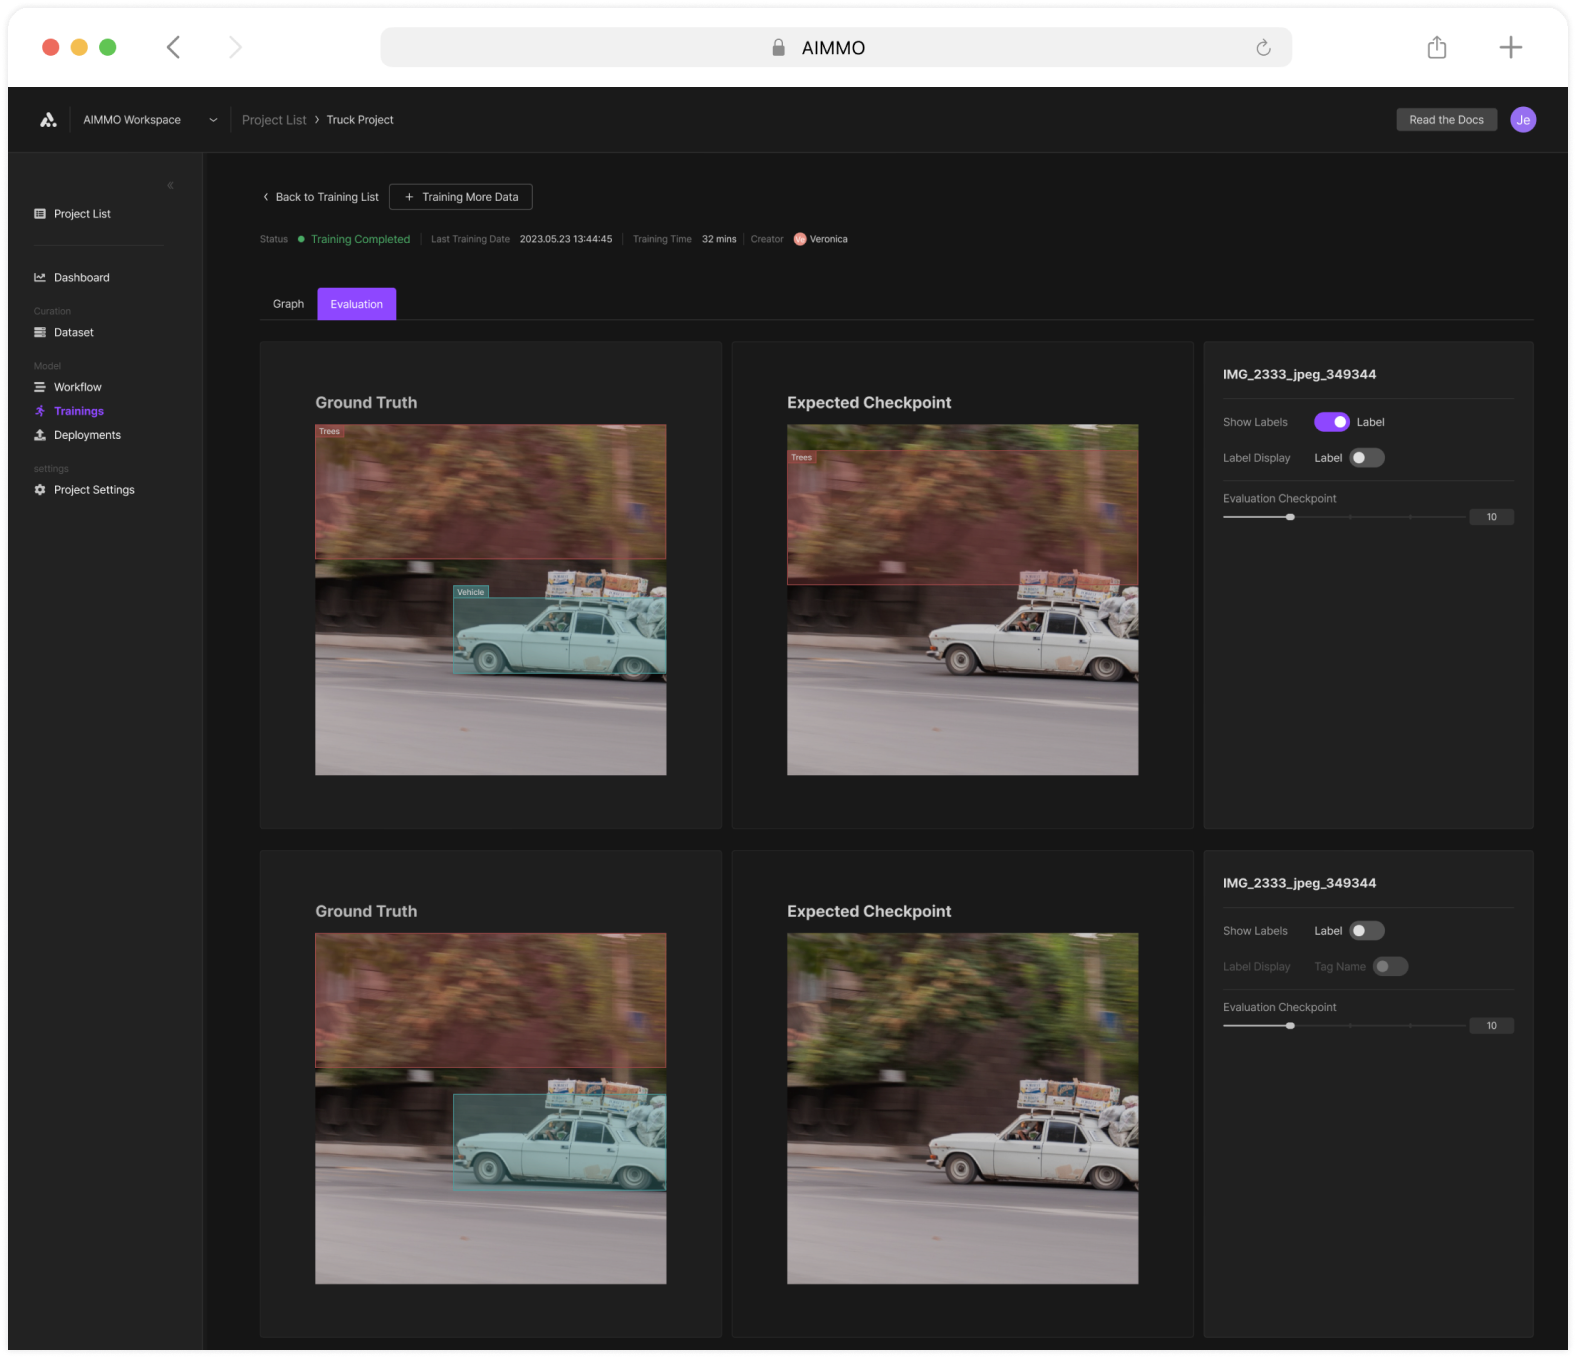 AIMMO
AIMMO Workspace
Project List > Truck Project
Read the Docs
Je
Project List
Dashboard
Curation
Dataset
Model
Workflow
Trainings
Deployments
settings
Project Settings
Back to Training List
+ Training More Data
Status Training Completed Last Training Date 2023.05.23 13:44:45 Training Time 32 mins Creator Ve Veronica
Graph Evaluation
Ground Truth
Trees
Vehicle
Expected Checkpoint
Trees
IMG_2333_jpeg_349344
Show Labels Label
Label Display Label
Evaluation Checkpoint
10
Ground Truth
Expected Checkpoint
IMG_2333_jpeg_349344
Show Labels Label
Label Display Tag Name
Evaluation Checkpoint
10